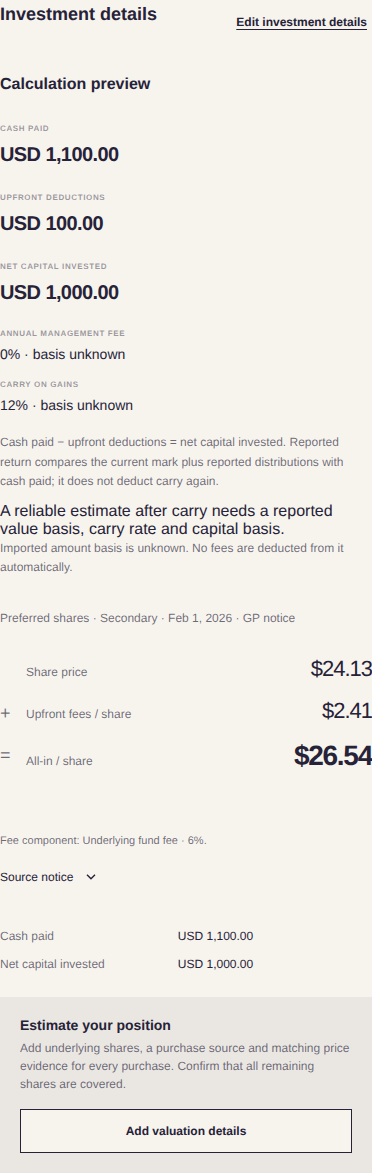 Investment details
Edit investment details
Calculation preview
CASH PAID
USD 1,100.00
UPFRONT DEDUCTIONS
USD 100.00
NET CAPITAL INVESTED
USD 1,000.00
ANNUAL MANAGEMENT FEE
0% · basis unknown
CARRY ON GAINS
12% · basis unknown
Cash paid − upfront deductions = net capital invested. Reported
return compares the current mark plus reported distributions with
cash paid; it does not deduct carry again.
A reliable estimate after carry needs a reported
value basis, carry rate and capital basis.
Imported amount basis is unknown. No fees are deducted from it
automatically.
Preferred shares · Secondary · Feb 1, 2026 · GP notice
Share price $24.13
+ Upfront fees / share $2.41
= All-in / share $26.54
Fee component: Underlying fund fee · 6%.
Source notice
Cash paid USD 1,100.00
Net capital invested USD 1,000.00
Estimate your position
Add underlying shares, a purchase source and matching price
evidence for every purchase. Confirm that all remaining
shares are covered.
Add valuation details